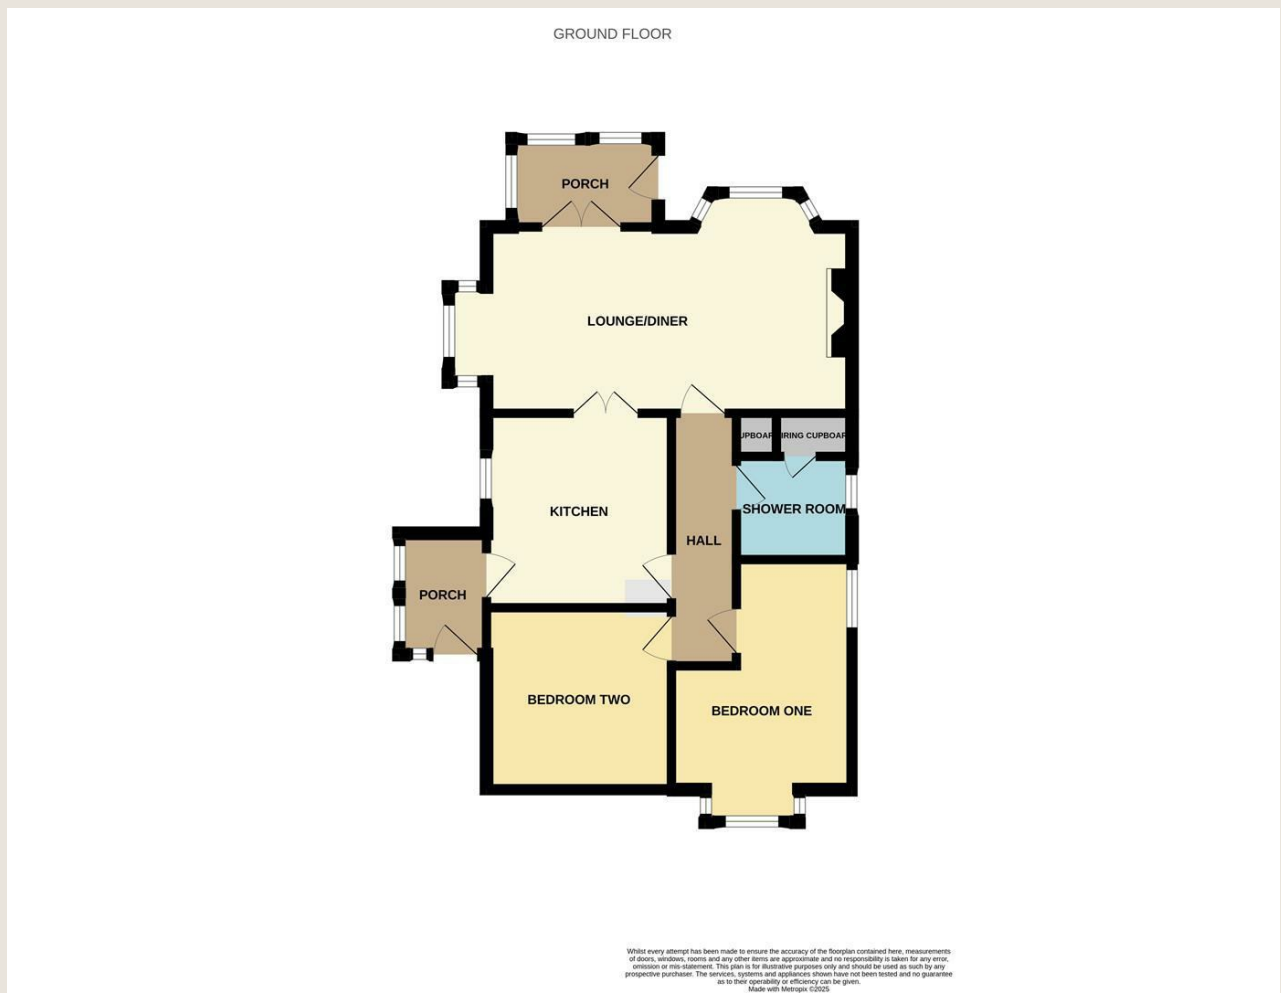 GROUND FLOOR
PORCH
LOUNGE/DINER
UPBOAR
IRING CUPBOAR
KITCHEN
SHOWER ROOM
HALL
PORCH
BEDROOM TWO
BEDROOM ONE
Whilst every attempt has been made to ensure the accuracy of the floorplan contained here, measurements
of doors, windows, rooms and any other items are approximate and no responsibility is taken for any error,
omission or mis-statement. This plan is for illustrative purposes only and should be used as such by any
prospective purchaser. The services, systems and appliances shown have not been tested and no guarantee
as to their operability or efficiency can be given.
Made with Metropix ©2025